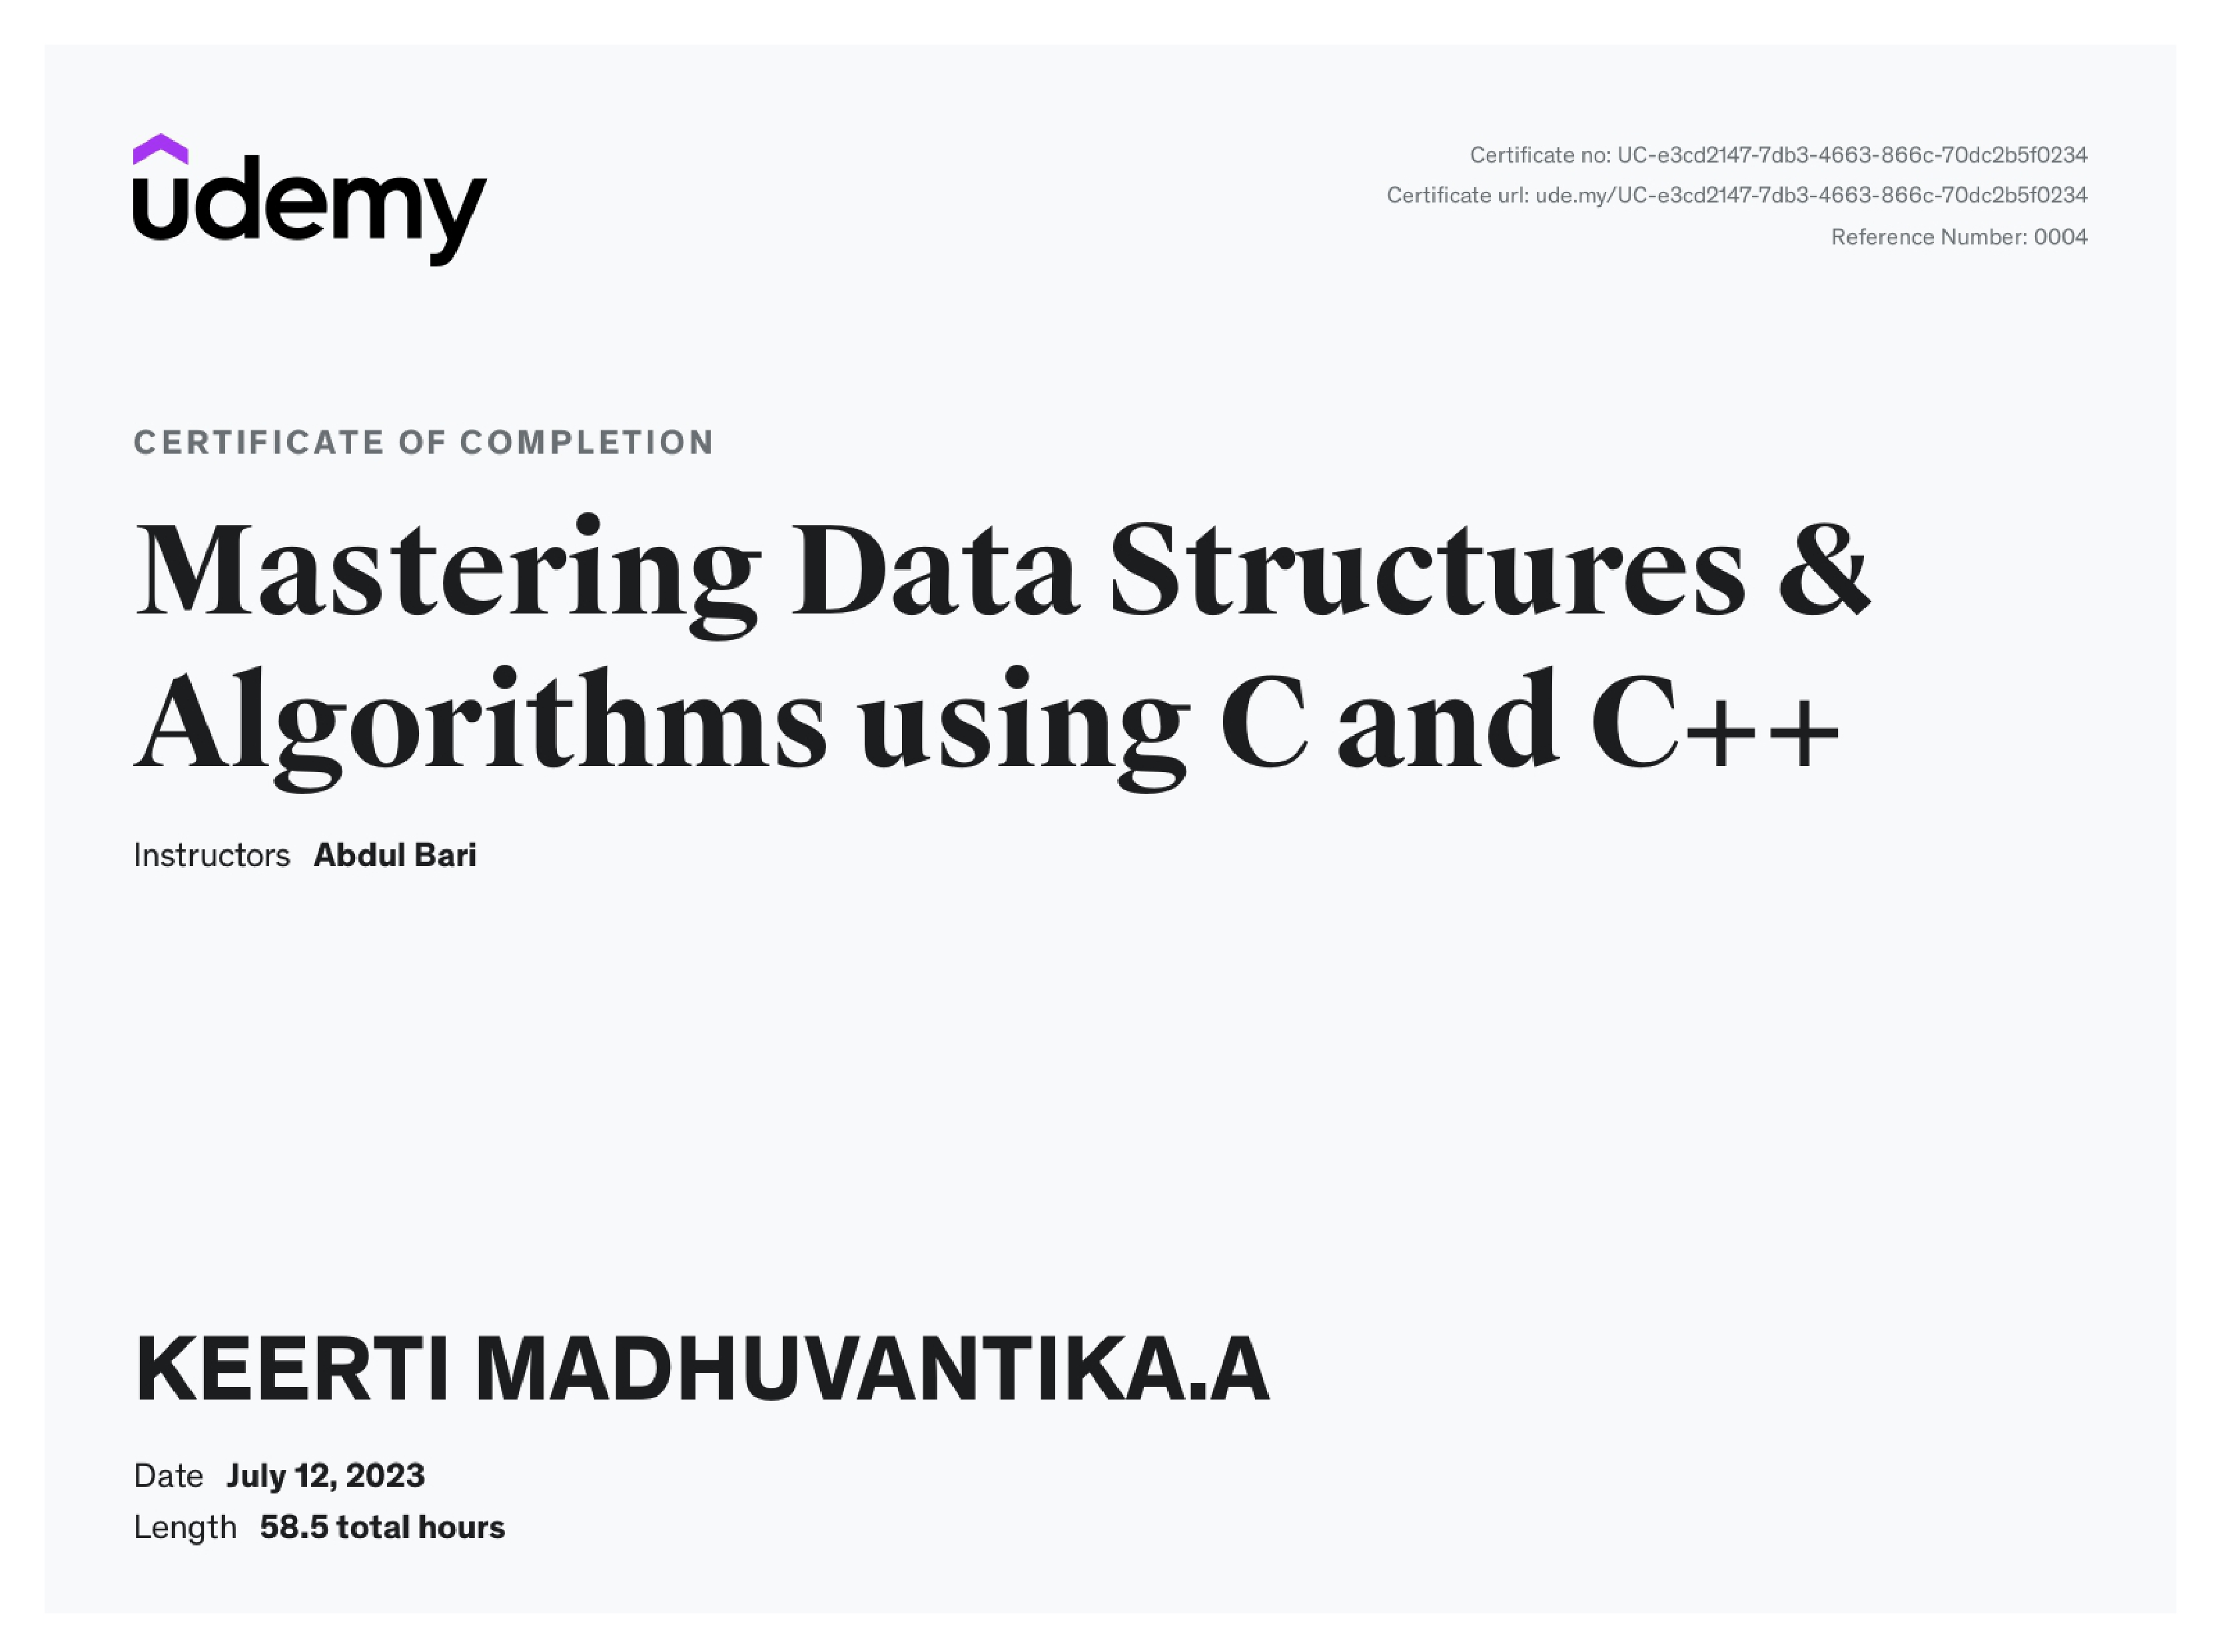 udemy
Certificate no: UC-e3cd2147-7db3-4663-866c-70dc2b5f0234
Certificate url: ude.my/UC-e3cd2147-7db3-4663-866c-70dc2b5f0234
Reference Number: 0004
CERTIFICATE OF COMPLETION
Mastering Data Structures &
Algorithms using C and C++
Instructors Abdul Bari
KEERTI MADHUVANTIKA.A
Date July 12, 2023
Length 58.5 total hours